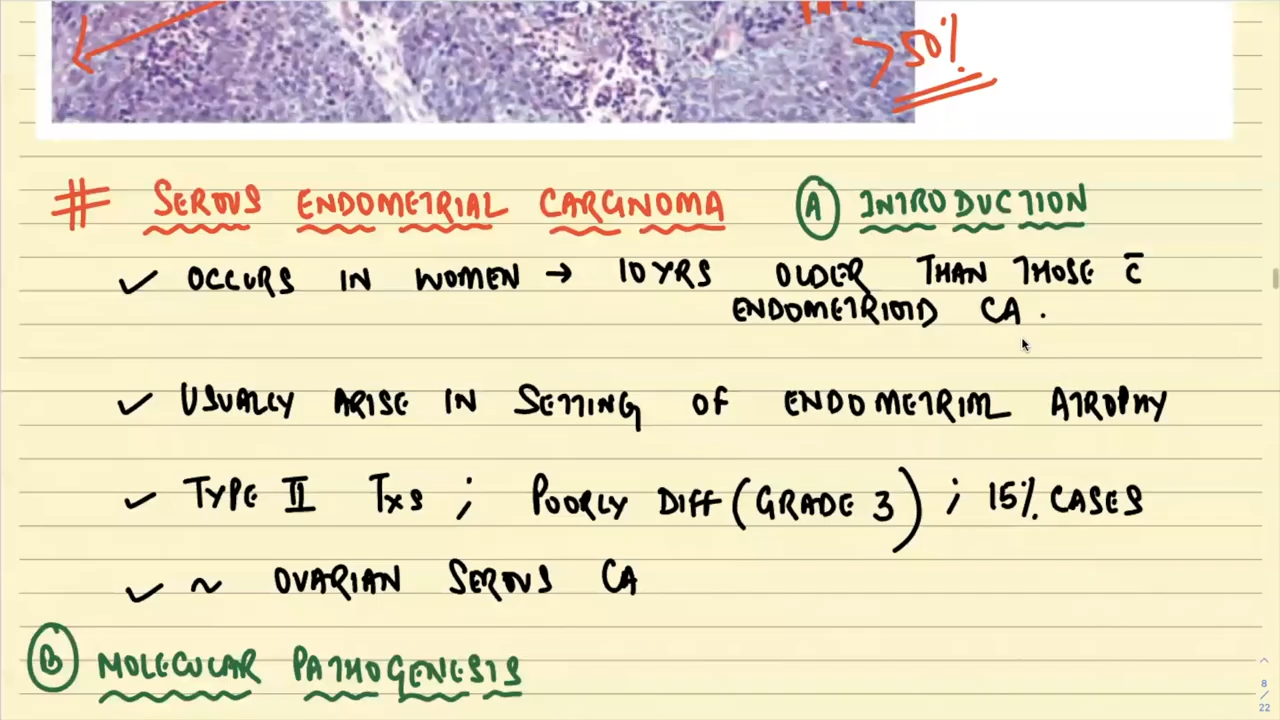 >50%
# SEROUS ENDOMETRIAL CARCINOMA (A) INTRODUCTION
✓ OCCURS IN WOMEN → 10 YRS OLDER THAN THOSE c̄
ENDOMETRIOID CA.
✓ USUALLY ARISE IN SETTING OF ENDOMETRIAL ATROPHY
✓ TYPE II TxS ; POORLY DIFF (GRADE 3) ; 15% CASES
✓ ~ OVARIAN SEROUS CA
(B) MOLECULAR PATHOGENESIS
8
/
22